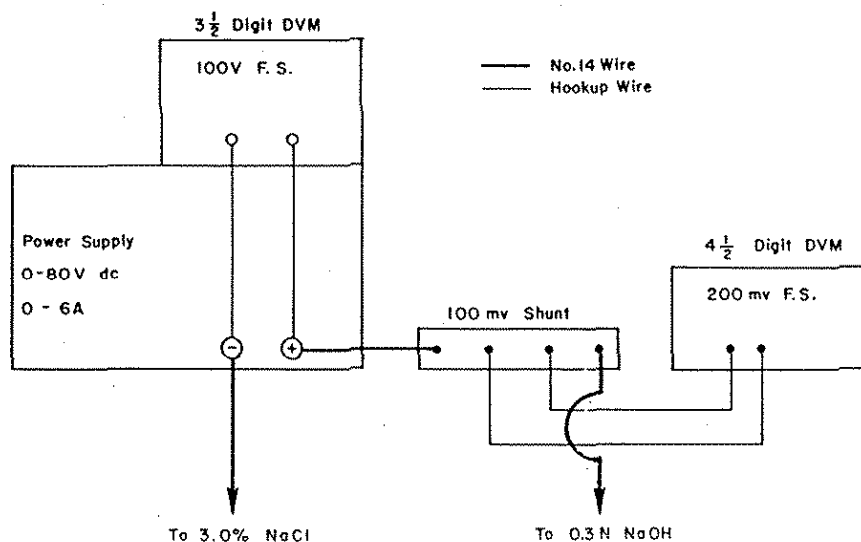 3 1/2 Digit DVM
100V F.S.
No.14 Wire
Hookup Wire
Power Supply
0-80V dc
0 - 6A
4 1/2 Digit DVM
200 mv F.S.
100 mv Shunt
-
+
To 3.0% NaCl
To 0.3N NaOH